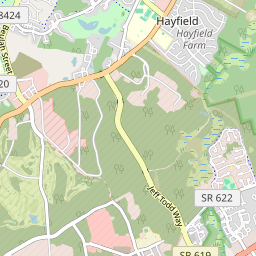 8424
Hayfield
Hayfield
Farm
Beulah Street
20
Jeff Todd Way
SR 622
SR 619